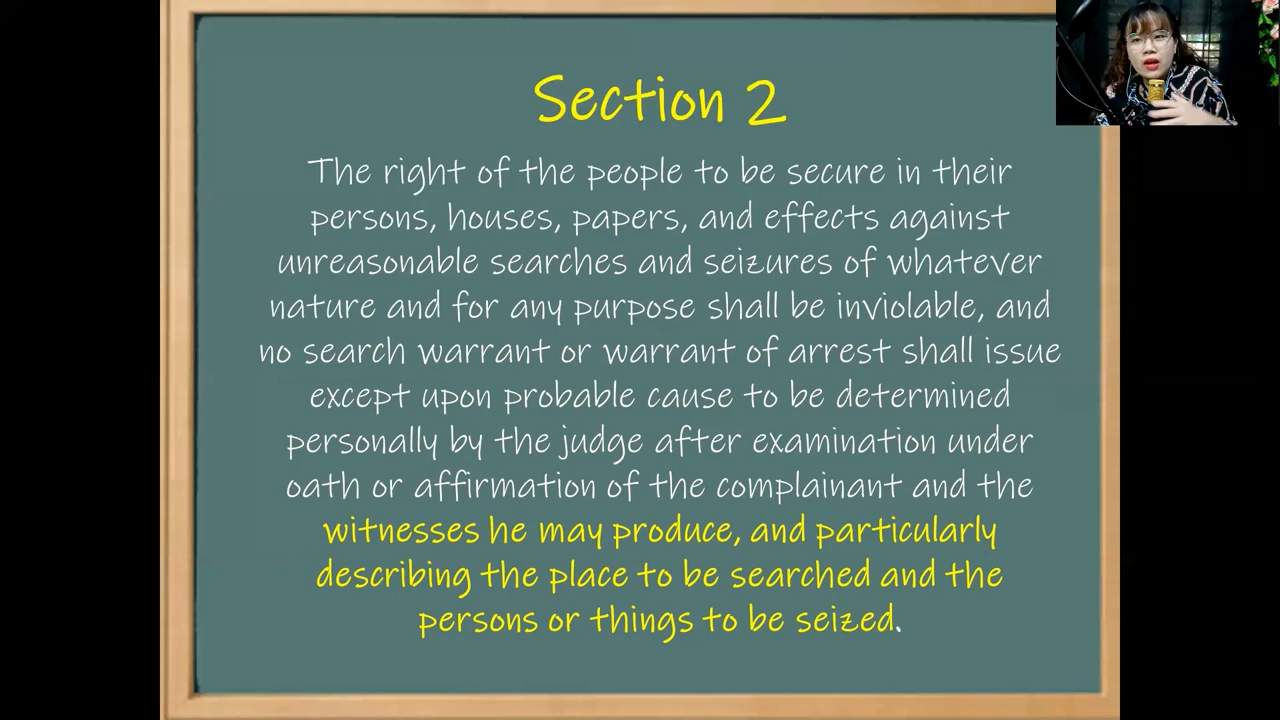 Section 2
The right of the people to be secure in their
persons, houses, papers, and effects against
unreasonable searches and seizures of whatever
nature and for any purpose shall be inviolable, and
no search warrant or warrant of arrest shall issue
except upon probable cause to be determined
personally by the judge after examination under
oath or affirmation of the complainant and the
witnesses he may produce, and particularly
describing the place to be searched and the
persons or things to be seized.